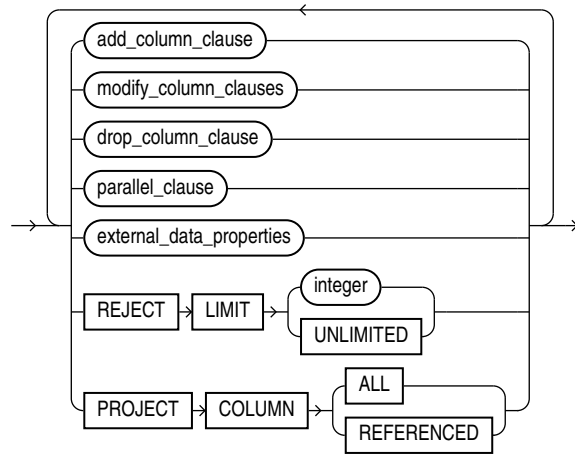 add_column_clause
modify_column_clauses
drop_column_clause
parallel_clause
external_data_properties
REJECT LIMIT integer
UNLIMITED
PROJECT COLUMN ALL
REFERENCED